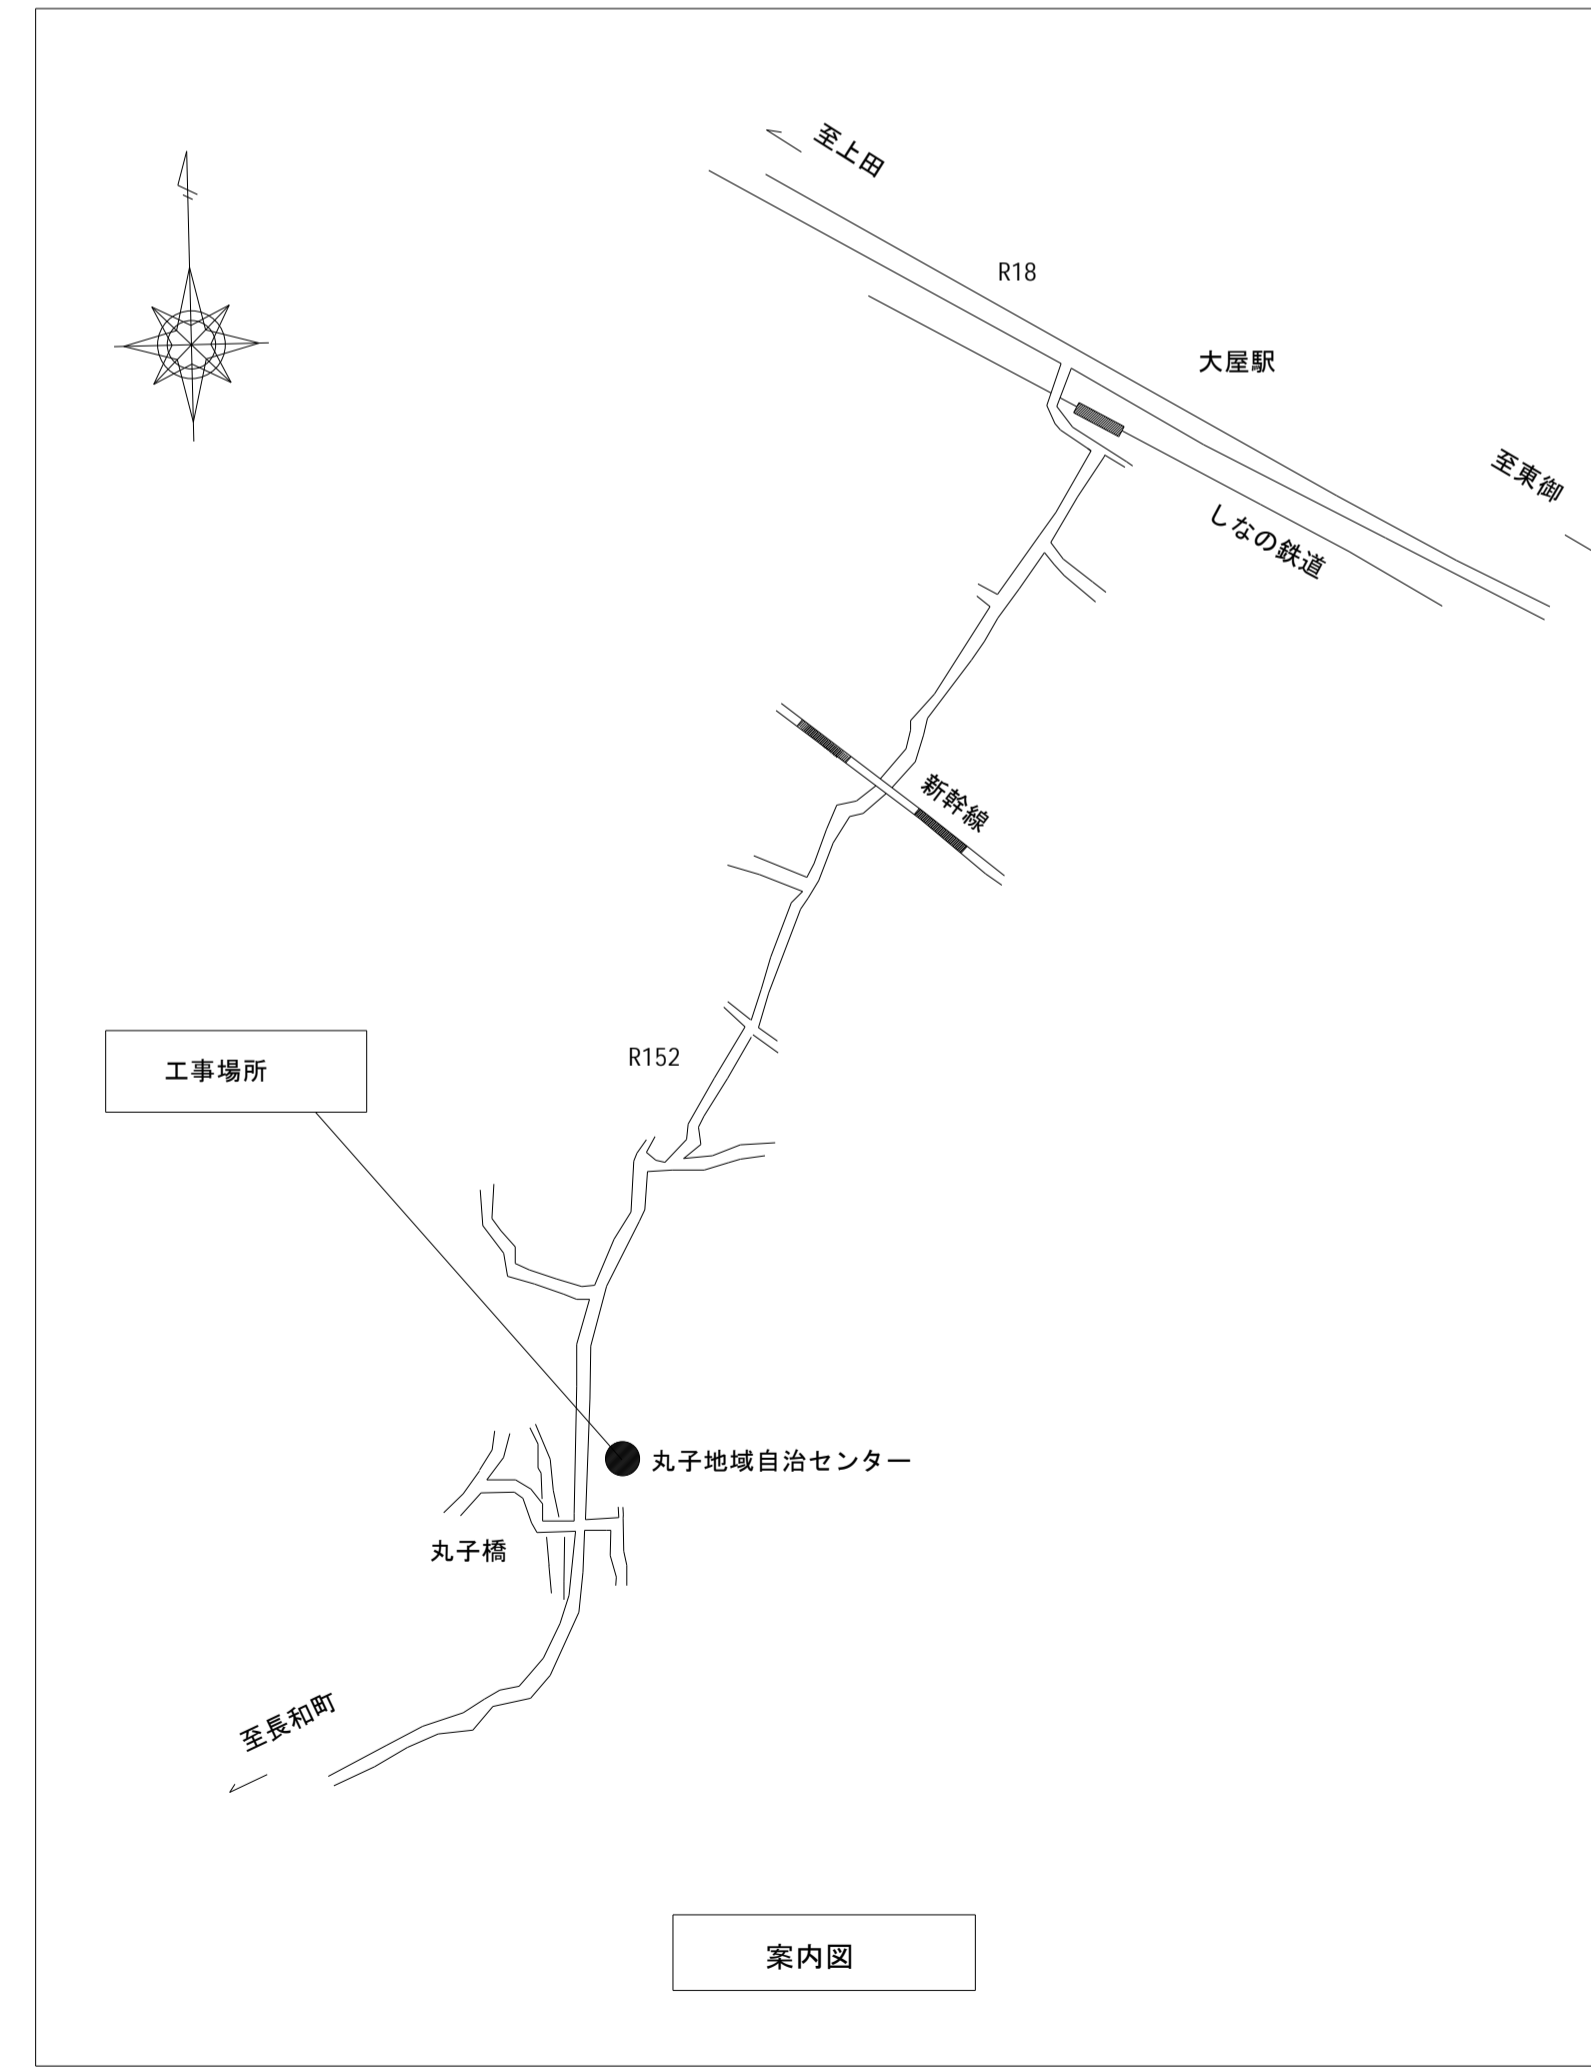 至上田
R18
大屋駅
至東御
しなの鉄道
新幹線
R152
工事場所
丸子地域自治センター
丸子橋
至長和町
案内図